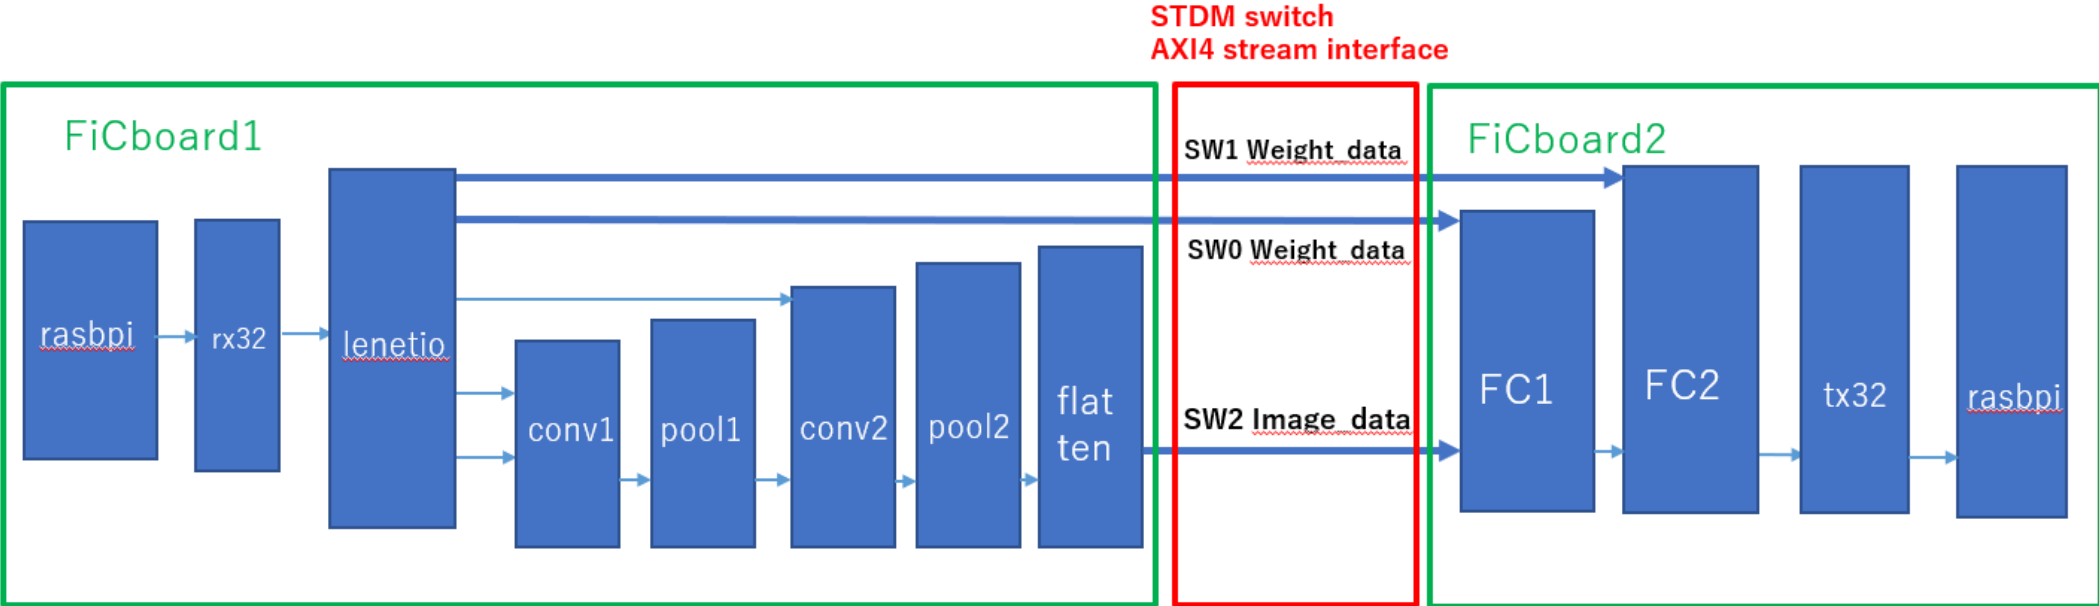 STDM switch
AXI4 stream interface
FiCboard1
SW1 Weight_data
FiCboard2
SW0 Weight_data
rasbpi
rx32
lenetio
conv1
pool1
conv2
pool2
flat
ten
SW2 Image_data
FC1
FC2
tx32
rasbpi